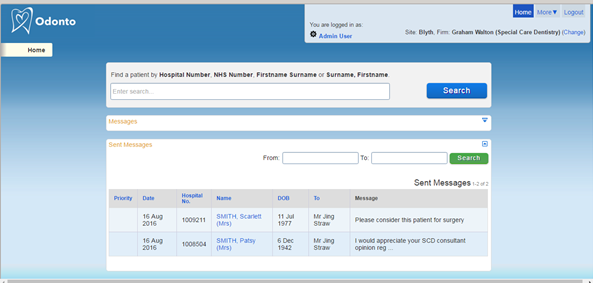 Odonto
Home More▼ Logout
You are logged in as:
Admin User
Site: Blyth, Firm: Graham Walton (Special Care Dentistry) (Change)
Home
Find a patient by Hospital Number, NHS Number, Firstname Surname or Surname, Firstname.
Enter search...
Search
Messages
Sent Messages
From: To: Search
Sent Messages 1-2 of 2
Priority Date Hospital No. Name DOB To Message
16 Aug 2016 1009211 SMITH, Scarlett (Mrs) 11 Jul 1977 Mr Jing Straw Please consider this patient for surgery
16 Aug 2016 1008504 SMITH, Patsy (Mrs) 6 Dec 1942 Mr Jing Straw I would appreciate your SCD consultant opinion reg ...